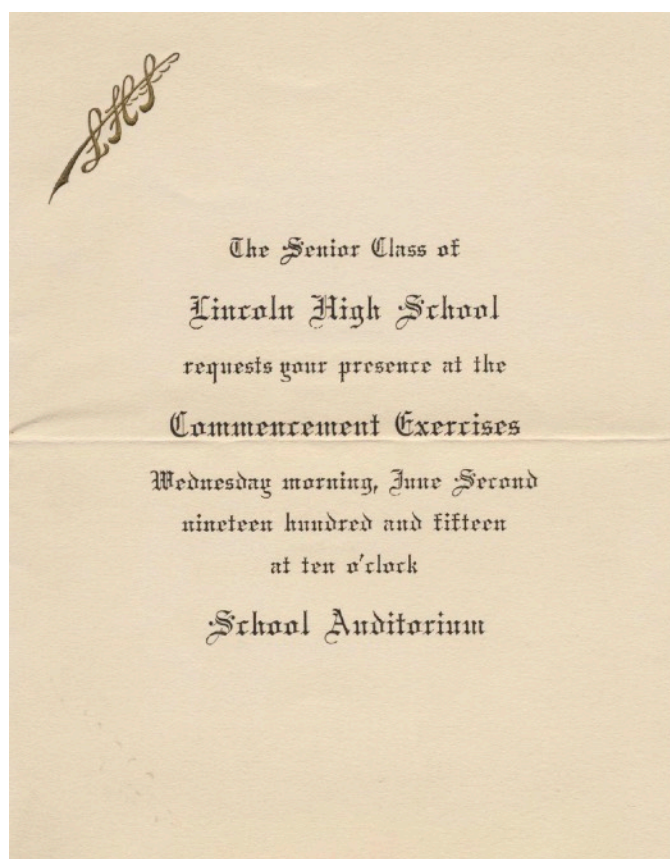 LHS
The Senior Class of
Lincoln High School
requests your presence at the
Commencement Exercises
Wednesday morning, June Second
nineteen hundred and fifteen
at ten o'clock
School Auditorium